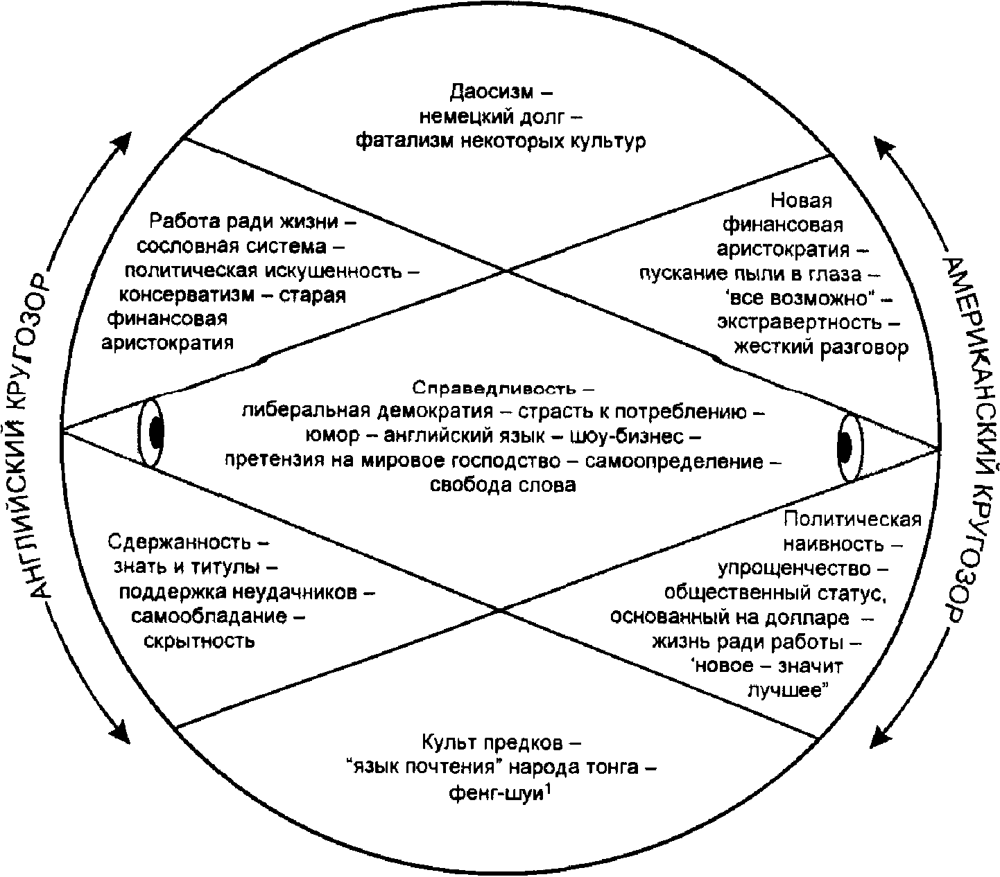 Даосизм –
немецкий долг –
фатализм некоторых культур
Работа ради жизни –
сословная система –
политическая искушенность –
консерватизм – старая
финансовая
аристократия
Новая
финансовая
аристократия –
пускание пыли в глаза –
'все возможно" –
экстравертность –
жесткий разговор
АНГЛИЙСКИЙ КРУГОЗОР
АМЕРИКАНСКИЙ КРУГОЗОР
Справедливость –
либеральная демократия – страсть к потреблению –
юмор – английский язык – шоу-бизнес –
претензия на мировое господство – самоопределение –
свобода слова
Сдержанность –
знать и титулы –
поддержка неудачников –
самообладание –
скрытность
Политическая
наивность –
упрощенчество –
общественный статус,
основанный на долларе –
жизнь ради работы –
'новое – значит
лучшее"
Культ предков –
"язык почтения" народа тонга –
фенг-шуи¹